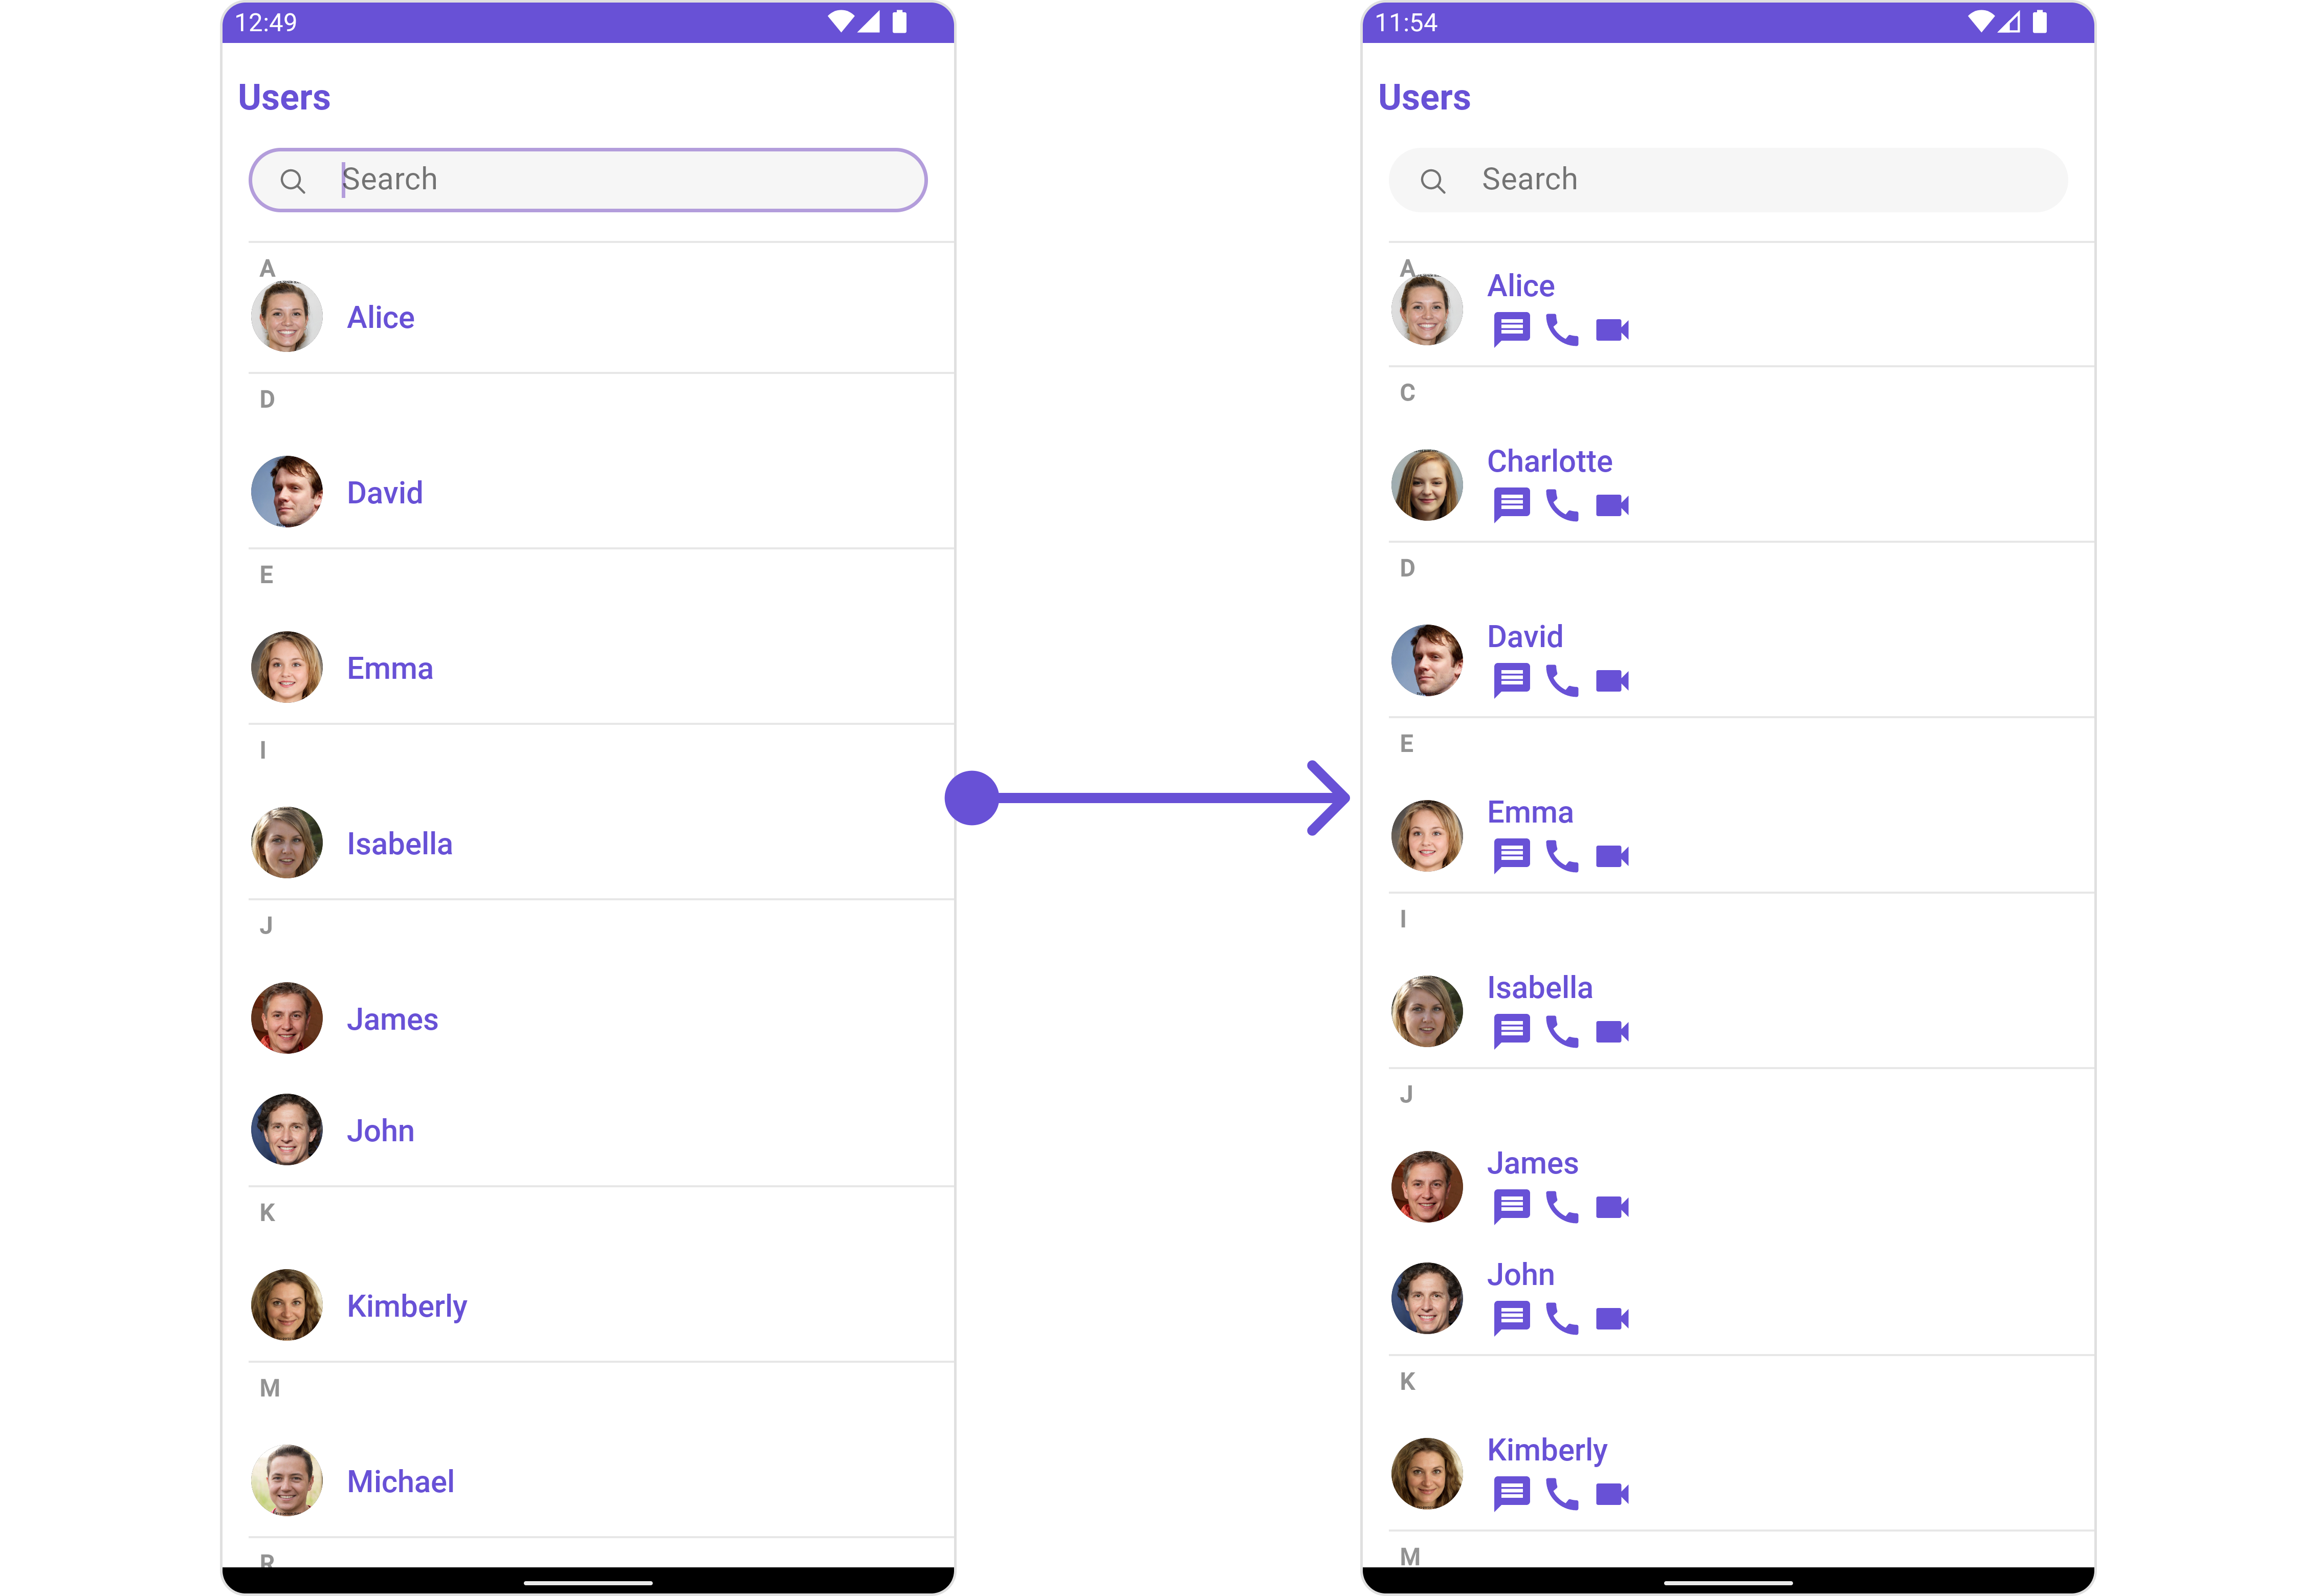 12:49
Users
Search
A
Alice
D
David
E
Emma
I
Isabella
J
James
John
K
Kimberly
M
Michael
R
11:54
Users
Search
A
Alice
C
Charlotte
D
David
E
Emma
I
Isabella
J
James
John
K
Kimberly
M